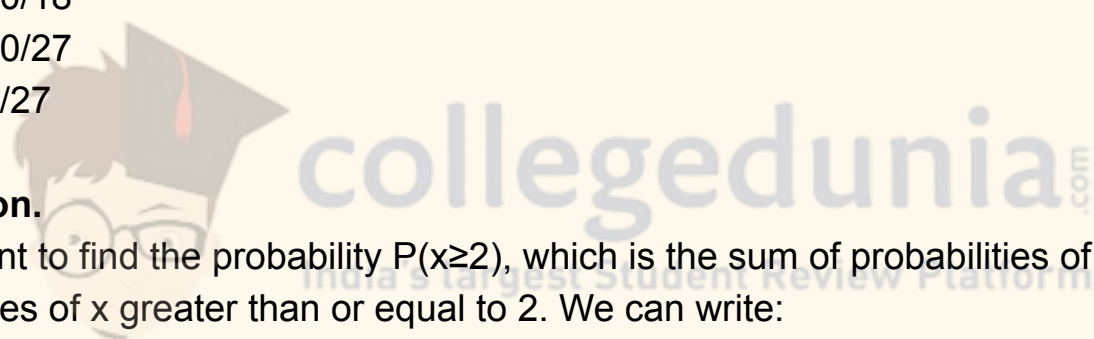 0/18
0/27
/27
collegedunia.com
on.
nt to find the probability P(x≥2), which is the sum of probabilities of
India's largest Student Review Platform
es of x greater than or equal to 2. We can write: